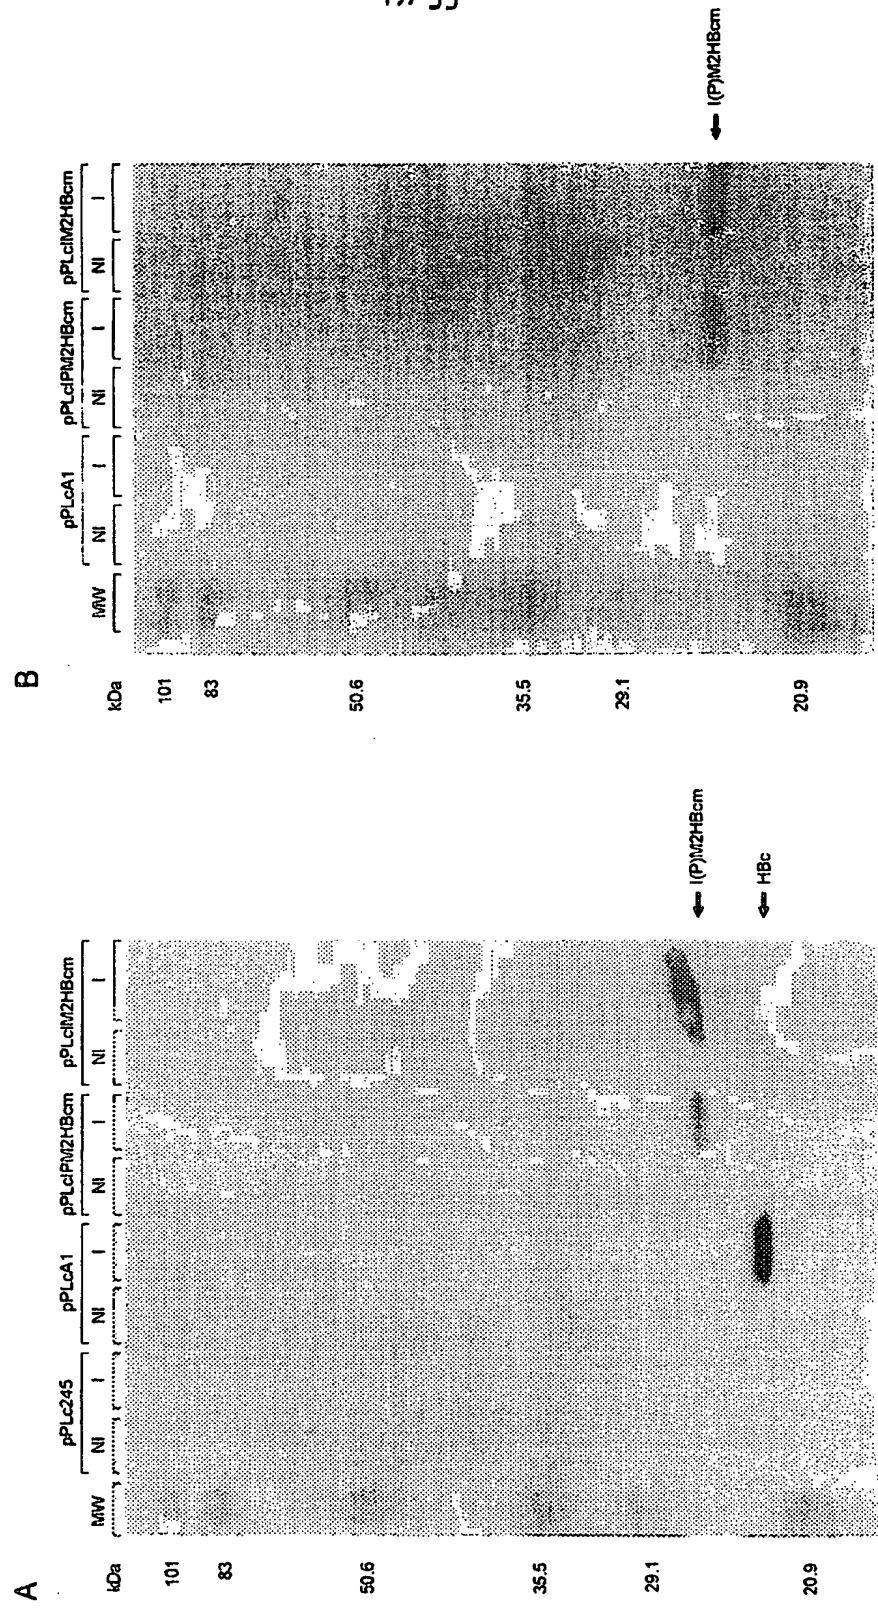 A
kDa
MW
pPLc245
NI
I
pPLcA1
NI
I
pPLcIPM2HBcm
NI
I
pPLcIM2HBcm
NI
I
101
83
50.6
35.5
29.1
20.9
I(P)M2HBcm
HBc
B
kDa
MW
pPLcA1
NI
I
pPLcIPM2HBcm
NI
I
pPLcIM2HBcm
NI
I
101
83
50.6
35.5
29.1
20.9
I(P)M2HBcm